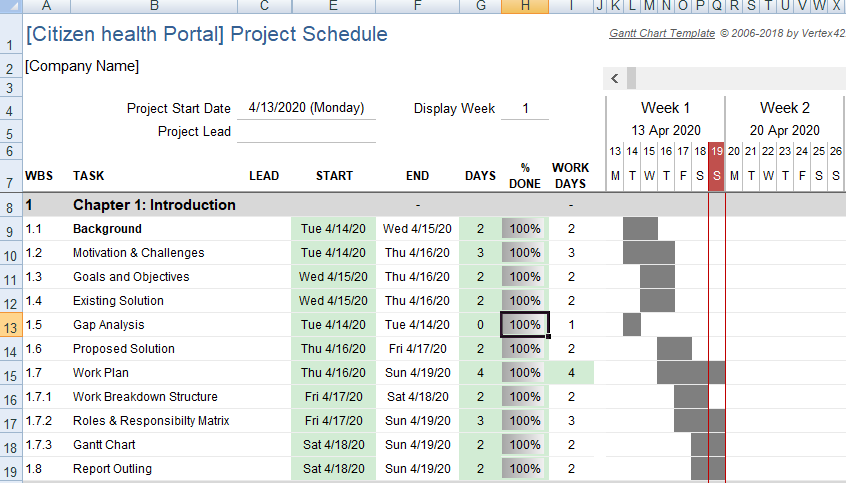 A B C E F G H I J K L M N O P Q R S T U V W X
1 [Citizen health Portal] Project Schedule Gantt Chart Template © 2006-2018 by Vertex42
2 [Company Name]
3 <
4 Project Start Date 4/13/2020 (Monday) Display Week 1 Week 1 Week 2
5 Project Lead 13 Apr 2020 20 Apr 2020
6 13 14 15 16 17 18 19 20 21 22 23 24 25 26
7 WBS TASK LEAD START END DAYS % DONE WORK DAYS M T W T F S S M T W T F S S
8 1 Chapter 1: Introduction - -
9 1.1 Background Tue 4/14/20 Wed 4/15/20 2 100% 2
10 1.2 Motivation & Challenges Tue 4/14/20 Thu 4/16/20 3 100% 3
11 1.3 Goals and Objectives Wed 4/15/20 Thu 4/16/20 2 100% 2
12 1.4 Existing Solution Wed 4/15/20 Thu 4/16/20 2 100% 2
13 1.5 Gap Analysis Tue 4/14/20 Tue 4/14/20 0 100% 1
14 1.6 Proposed Solution Thu 4/16/20 Fri 4/17/20 2 100% 2
15 1.7 Work Plan Thu 4/16/20 Sun 4/19/20 4 100% 4
16 1.7.1 Work Breakdown Structure Fri 4/17/20 Sat 4/18/20 2 100% 2
17 1.7.2 Roles & Responsibilty Matrix Fri 4/17/20 Sun 4/19/20 3 100% 3
18 1.7.3 Gantt Chart Sat 4/18/20 Sun 4/19/20 2 100% 2
19 1.8 Report Outling Sat 4/18/20 Sun 4/19/20 2 100% 2